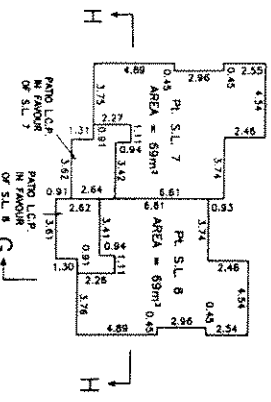 H
H
4.89
0.45
2.96
0.45
2.55
4.54
2.46
3.74
3.75
2.27
1.11
0.91
0.94
1.31
3.62
3.42
0.91
2.64
6.61
Pt. S.L. 7
AREA = 69m²
PATIO L.C.P.
IN FAVOUR
OF S.L. 7
2.62
6.61
0.93
3.61
3.41
3.74
0.94
1.11
0.91
1.30
2.26
2.46
3.76
4.54
4.89
0.45
2.96
0.45
2.54
Pt. S.L. 8
AREA = 69m²
PATIO L.C.P.
IN FAVOUR
OF S.L. 8
G